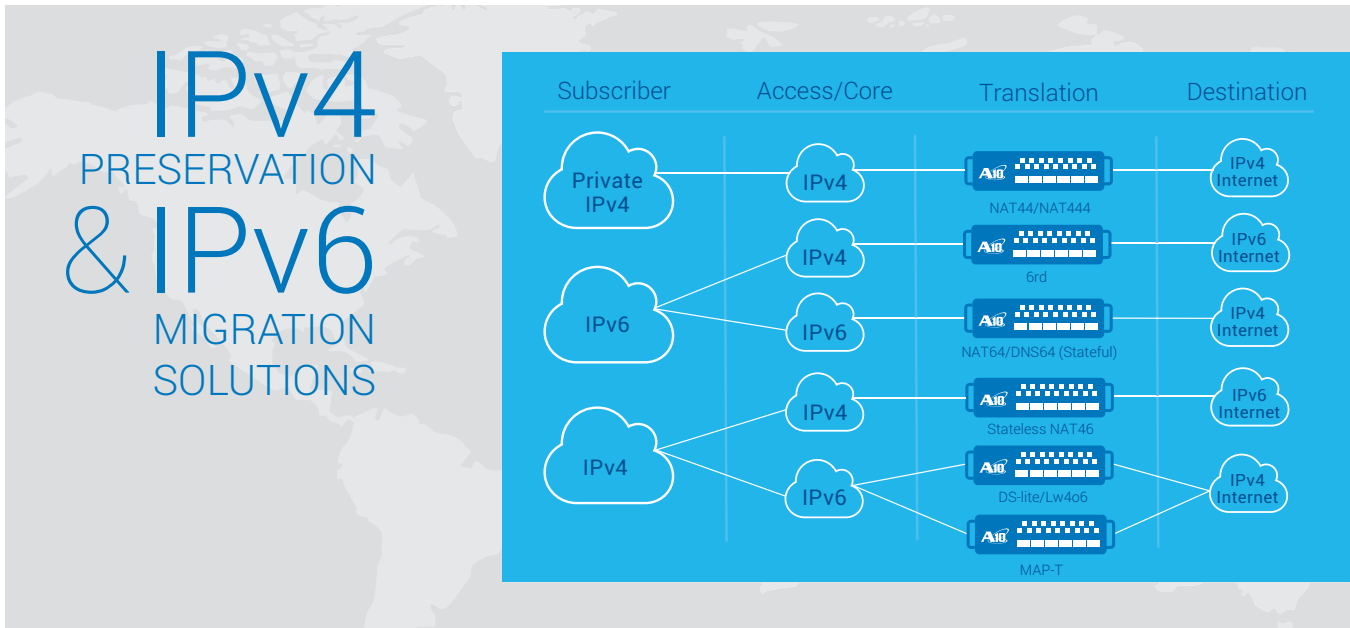 IPv4
PRESERVATION
& IPv6
MIGRATION
SOLUTIONS
Subscriber
Access/Core
Translation
Destination
Private
IPv4
IPv4
A10
NAT44/NAT444
IPv4
Internet
IPv6
IPv4
A10
6rd
IPv6
Internet
IPv6
A10
NAT64/DNS64 (Stateful)
IPv4
Internet
IPv4
IPv4
A10
Stateless NAT46
IPv6
Internet
IPv6
A10
DS-lite/Lw4o6
A10
MAP-T
IPv4
Internet